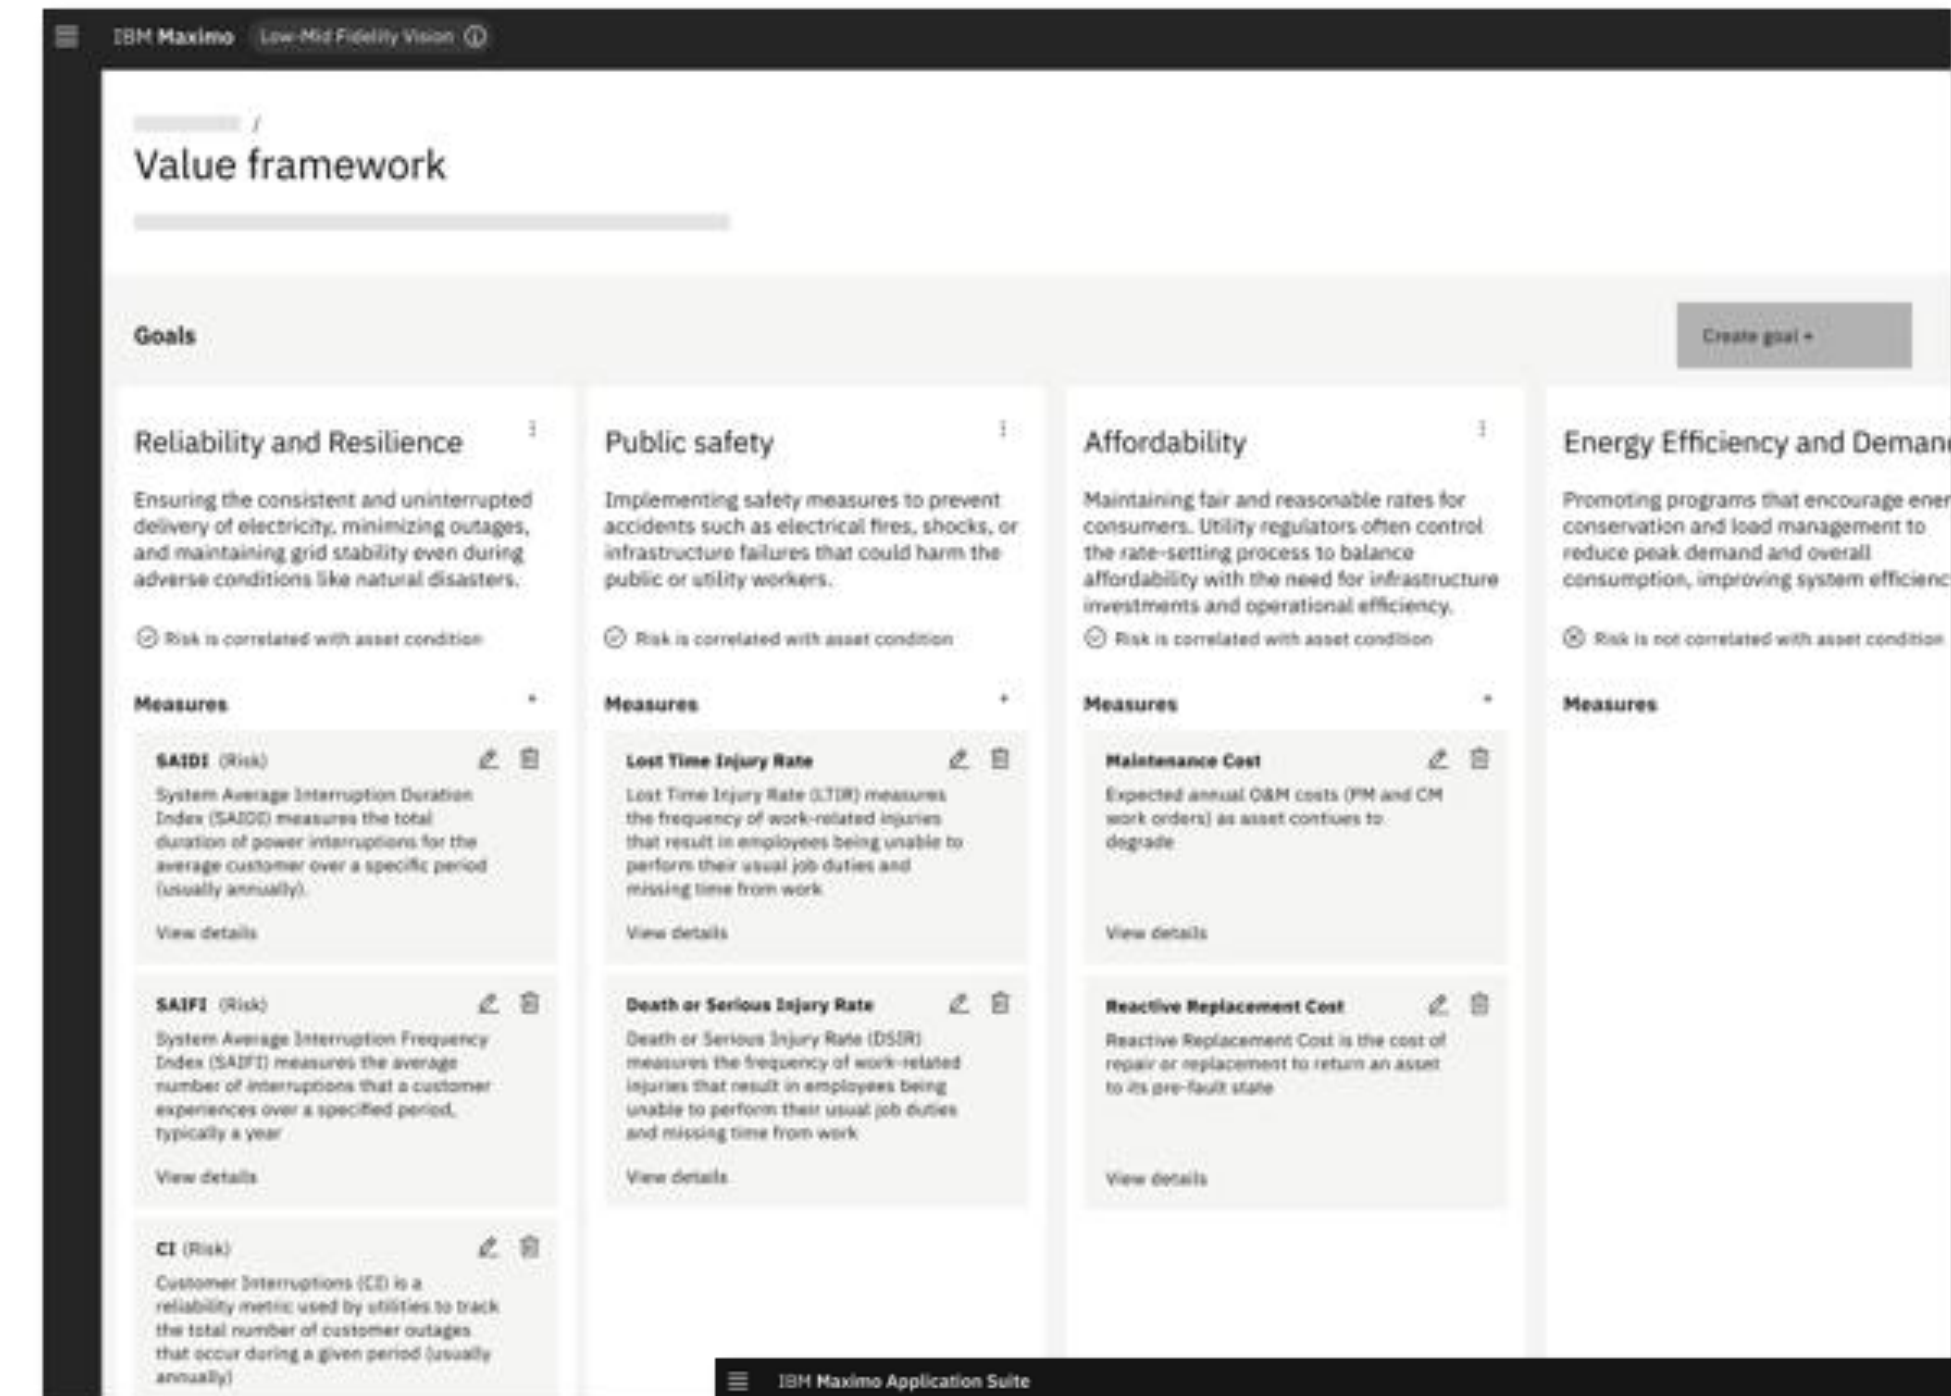 IBM Maximo Low-Mid Fidelity Vision
/
Value framework
Goals
Create goal +
Reliability and Resilience
Ensuring the consistent and uninterrupted
delivery of electricity, minimizing outages,
and maintaining grid stability even during
adverse conditions like natural disasters.
Risk is correlated with asset condition
Measures +
SAIDI (Risk)
System Average Interruption Duration
Index (SAIDI) measures the total
duration of power interruptions for the
average customer over a specific period
(usually annually).
View details
SAIFI (Risk)
System Average Interruption Frequency
Index (SAIFI) measures the average
number of interruptions that a customer
experiences over a specified period,
typically a year
View details
CI (Risk)
Customer Interruptions (CI) is a
reliability metric used by utilities to track
the total number of customer outages
that occur during a given period (usually
annually)
Public safety
Implementing safety measures to prevent
accidents such as electrical fires, shocks, or
infrastructure failures that could harm the
public or utility workers.
Risk is correlated with asset condition
Measures +
Lost Time Injury Rate
Lost Time Injury Rate (LTIR) measures
the frequency of work-related injuries
that result in employees being unable to
perform their usual job duties and
missing time from work
View details
Death or Serious Injury Rate
Death or Serious Injury Rate (DSIR)
measures the frequency of work-related
injuries that result in employees being
unable to perform their usual job duties
and missing time from work
View details
Affordability
Maintaining fair and reasonable rates for
consumers. Utility regulators often control
the rate-setting process to balance
affordability with the need for infrastructure
investments and operational efficiency.
Risk is correlated with asset condition
Measures +
Maintenance Cost
Expected annual O&M costs (PM and CM
work orders) as asset contiues to
degrade
View details
Reactive Replacement Cost
Reactive Replacement Cost is the cost of
repair or replacement to return an asset
to its pre-fault state
View details
Energy Efficiency and Deman
Promoting programs that encourage ener
conservation and load management to
reduce peak demand and overall
consumption, improving system efficienc
Risk is not correlated with asset condition
Measures
IBM Maximo Application Suite